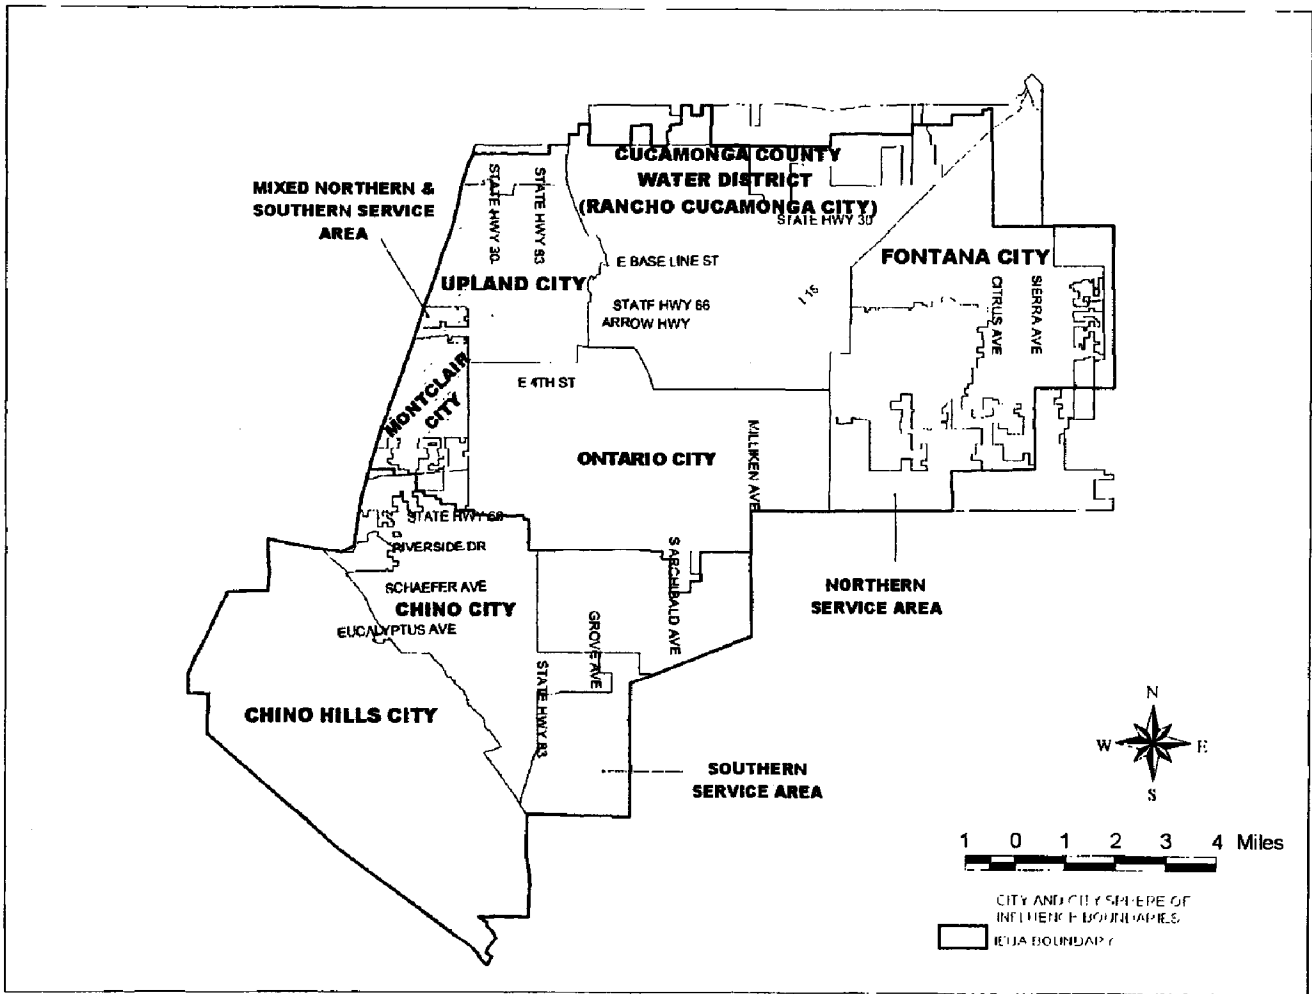 CUCAMONGA COUNTY
WATER DISTRICT
(RANCHO CUCAMONGA CITY)
STATE HWY 30
MIXED NORTHERN &
SOUTHERN SERVICE
AREA
STATE HWY 30
STATE HWY 83
E BASE LINE ST
FONTANA CITY
UPLAND CITY
STATE HWY 66
ARROW HWY
I 15
CITRUS AVE
SIERRA AVE
MONTCLAIR
CITY
E 4TH ST
ONTARIO CITY
MILLIKEN AVE
STATE HWY 60
RIVERSIDE DR
SCHAEFER AVE
CHINO CITY
EUCALYPTUS AVE
S ARCHIBALD AVE
GROVE AVE
STATE HWY 83
NORTHERN
SERVICE AREA
CHINO HILLS CITY
SOUTHERN
SERVICE AREA
N
W E
S
1 0 1 2 3 4 Miles
CITY AND CITY SPHERE OF
INFLUENCE BOUNDARIES
IEUA BOUNDARY